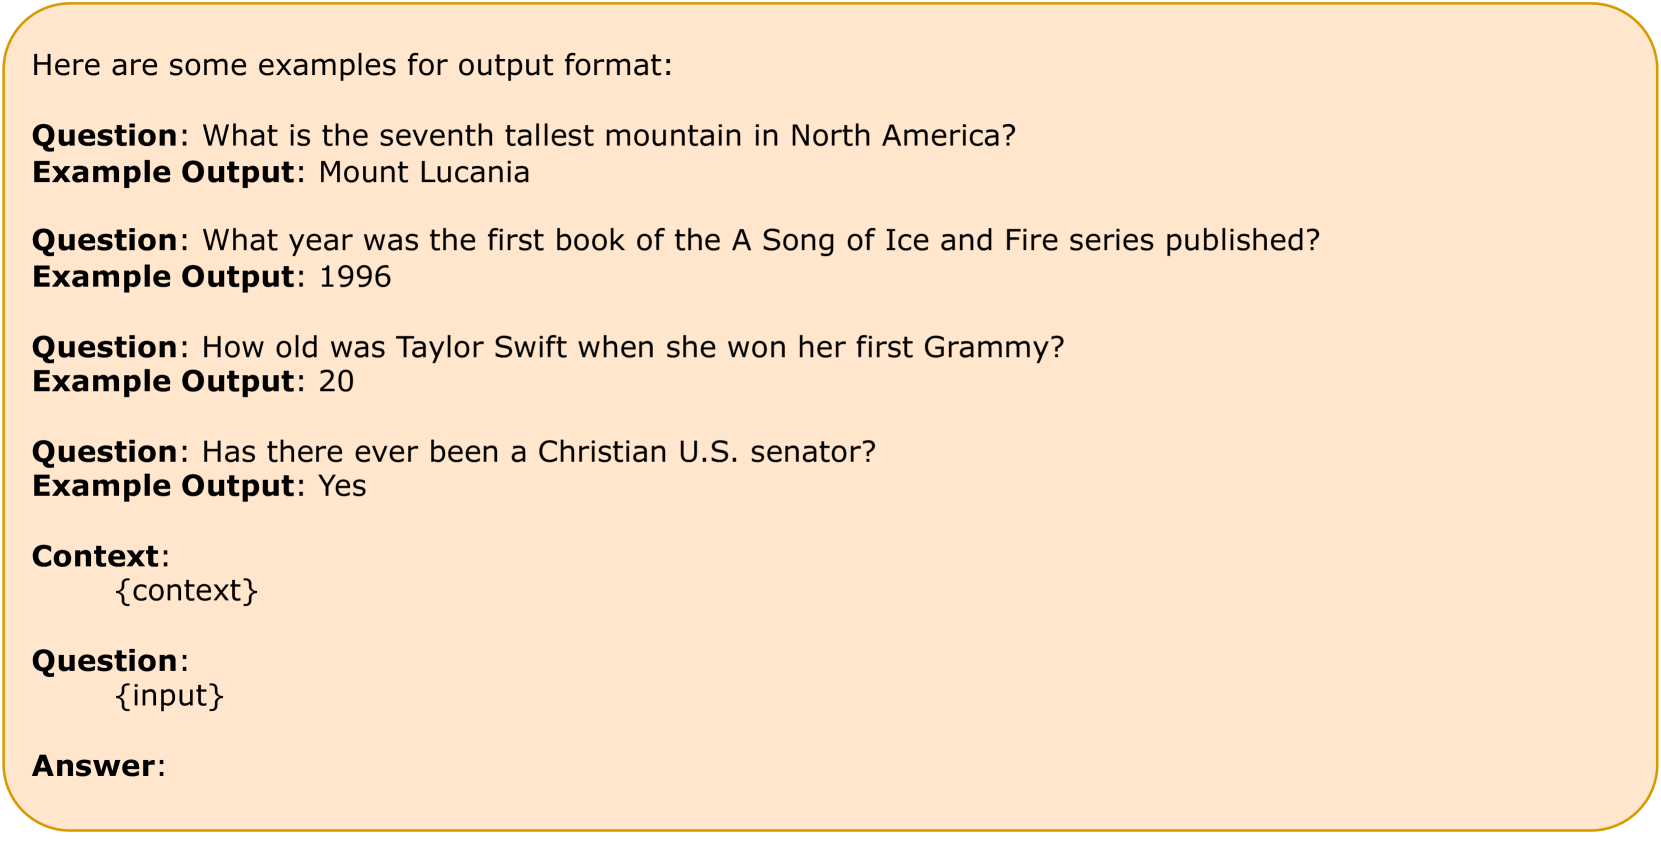 Here are some examples for output format:
Question: What is the seventh tallest mountain in North America?
Example Output: Mount Lucania
Question: What year was the first book of the A Song of Ice and Fire series published?
Example Output: 1996
Question: How old was Taylor Swift when she won her first Grammy?
Example Output: 20
Question: Has there ever been a Christian U.S. senator?
Example Output: Yes
Context:
{context}
Question:
{input}
Answer: